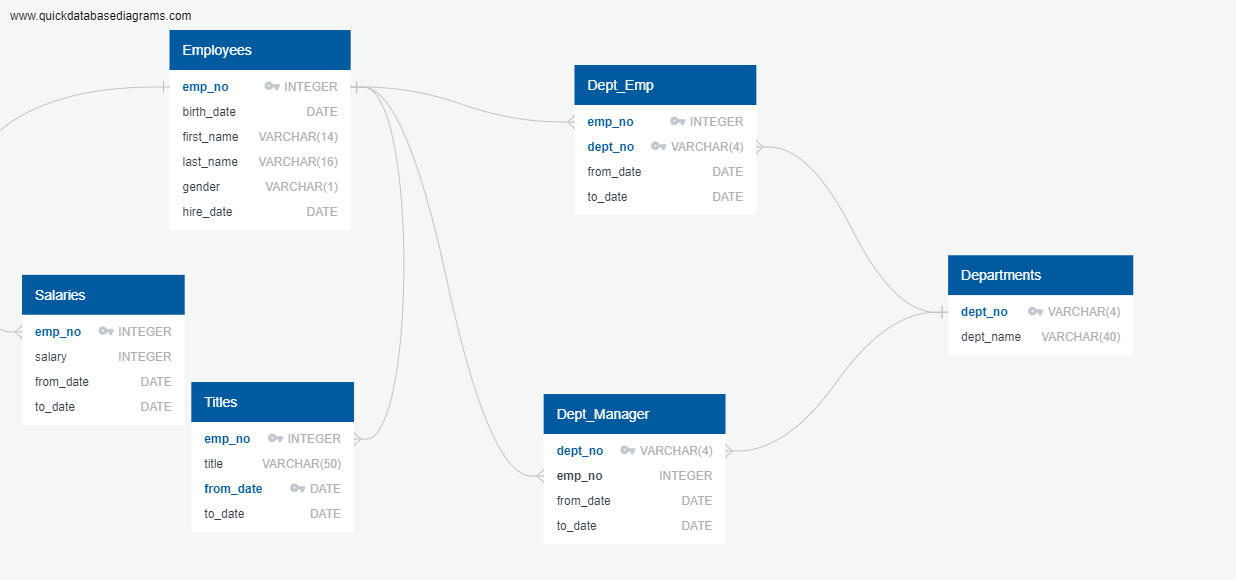 www.quickdatabasediagrams.com
Employees
emp_no INTEGER
birth_date DATE
first_name VARCHAR(14)
last_name VARCHAR(16)
gender VARCHAR(1)
hire_date DATE
Dept_Emp
emp_no INTEGER
dept_no VARCHAR(4)
from_date DATE
to_date DATE
Departments
dept_no VARCHAR(4)
dept_name VARCHAR(40)
Salaries
emp_no INTEGER
salary INTEGER
from_date DATE
to_date DATE
Titles
emp_no INTEGER
title VARCHAR(50)
from_date DATE
to_date DATE
Dept_Manager
dept_no VARCHAR(4)
emp_no INTEGER
from_date DATE
to_date DATE